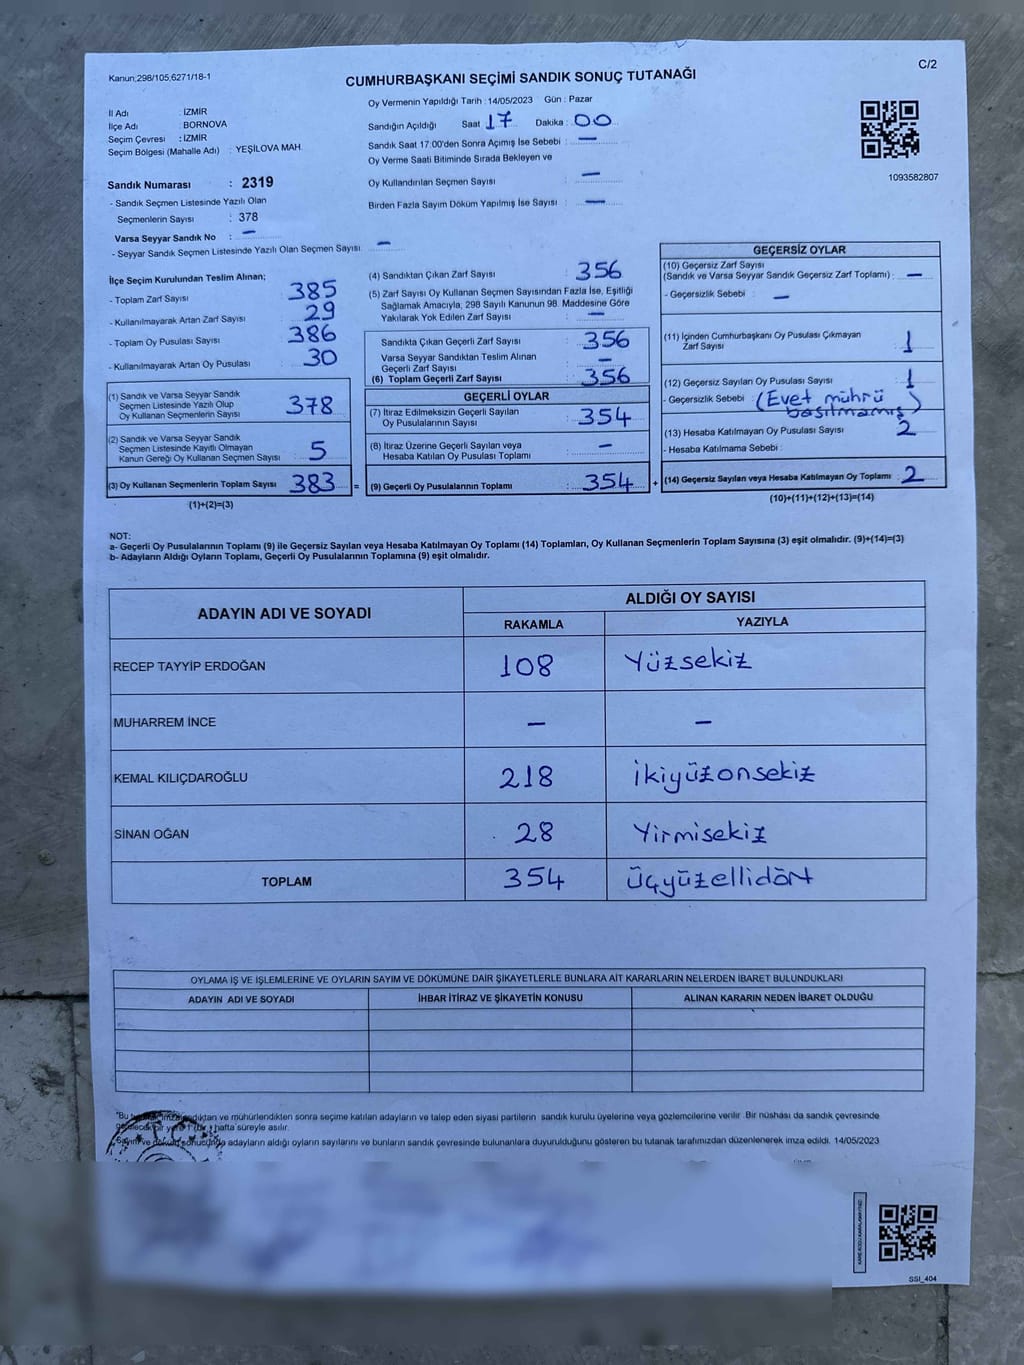 Kanun;298/105,6271/18-1
C/2
CUMHURBAŞKANI SEÇİMİ SANDIK SONUÇ TUTANAĞI
Oy Vermenin Yapıldığı Tarih : 14/05/2023 Gün : Pazar
İl Adı : İZMİR
İlçe Adı : BORNOVA
Seçim Çevresi : İZMİR
Seçim Bölgesi (Mahalle Adı) : YEŞİLOVA MAH.
Sandığın Açıldığı Saat 17 Dakika : 00
Sandık Saat 17:00'den Sonra Açımış İse Sebebi : —
Oy Verme Saati Bitiminde Sırada Bekleyen ve
Oy Kullandırılan Seçmen Sayısı : —
Birden Fazla Sayım Döküm Yapılmış İse Sayısı : —
1093582807
Sandık Numarası : 2319
- Sandık Seçmen Listesinde Yazılı Olan
Seçmenlerin Sayısı : 378
Varsa Seyyar Sandık No : —
- Seyyar Sandık Seçmen Listesinde Yazılı Olan Seçmen Sayısı : —
İlçe Seçim Kurulundan Teslim Alınan;
- Toplam Zarf Sayısı 385
- Kullanılmayarak Artan Zarf Sayısı 29
- Toplam Oy Pusulası Sayısı 386
- Kullanılmayarak Artan Oy Pusulası 30
(1) Sandık ve Varsa Seyyar Sandık
Seçmen Listesinde Yazılı Olup
Oy Kullanan Seçmenlerin Sayısı 378
(2) Sandık ve Varsa Seyyar Sandık
Seçmen Listesinde Kayıtlı Olmayan
Kanun Gereği Oy Kullanan Seçmen Sayısı 5
(3) Oy Kullanan Seçmenlerin Toplam Sayısı 383 =
(1)+(2)=(3)
(4) Sandıktan Çıkan Zarf Sayısı : 356
(5) Zarf Sayısı Oy Kullanan Seçmen Sayısından Fazla İse, Eşitliği
Sağlamak Amacıyla, 298 Sayılı Kanunun 98. Maddesine Göre
Yakılarak Yok Edilen Zarf Sayısı : —
Sandıkta Çıkan Geçerli Zarf Sayısı : 356
Varsa Seyyar Sandıktan Teslim Alınan
Geçerli Zarf Sayısı : —
(6) Toplam Geçerli Zarf Sayısı : 356
GEÇERLİ OYLAR
(7) İtiraz Edilmeksizin Geçerli Sayılan
Oy Pusulalarının Sayısı : 354
(8) İtiraz Üzerine Geçerli Sayılan veya
Hesaba Katılan Oy Pusulası Toplamı : —
(9) Geçerli Oy Pusulalarının Toplamı : 354 +
GEÇERSİZ OYLAR
(10) Geçersiz Zarf Sayısı
(Sandık ve Varsa Seyyar Sandık Geçersiz Zarf Toplamı) : —
- Geçersizlik Sebebi : —
(11) İçinden Cumhurbaşkanı Oy Pusulası Çıkmayan
Zarf Sayısı 1
(12) Geçersiz Sayılan Oy Pusulası Sayısı : 1
- Geçersizlik Sebebi : (Evet mührü
basılmamış)
(13) Hesaba Katılmayan Oy Pusulası Sayısı : 2
- Hesaba Katılmama Sebebi :
(14) Geçersiz Sayılan veya Hesaba Katılmayan Oy Toplamı : 2
(10)+(11)+(12)+(13)=(14)
NOT:
a- Geçerli Oy Pusulalarının Toplamı (9) ile Geçersiz Sayılan veya Hesaba Katılmayan Oy Toplamı (14) Toplamları, Oy Kullanan Seçmenlerin Toplam Sayısına (3) eşit olmalıdır. (9)+(14)=(3)
b- Adayların Aldığı Oyların Toplamı, Geçerli Oy Pusulalarının Toplamına (9) eşit olmalıdır.
ADAYIN ADI VE SOYADI ALDIĞI OY SAYISI
RAKAMLA YAZIYLA
RECEP TAYYİP ERDOĞAN 108 Yüzsekiz
MUHARREM İNCE — —
KEMAL KILIÇDAROĞLU 218 İkiyüzonsekiz
SİNAN OĞAN 28 Yirmisekiz
TOPLAM 354 Üçyüzellidört
OYLAMA İŞ VE İŞLEMLERİNE VE OYLARIN SAYIM VE DÖKÜMÜNE DAİR ŞİKAYETLERLE BUNLARA AİT KARARLARIN NELERDEN İBARET BULUNDUKLARI
ADAYIN ADI VE SOYADI İHBAR İTİRAZ VE ŞİKAYETİN KONUSU ALINAN KARARIN NEDEN İBARET OLDUĞU
*Bu imzalandıktan ve mühürlendikten sonra seçime katılan adayların ve talep eden siyasi partilerin sandık kurulu üyelerine veya gözlemcilerine verilir. Bir nüshası da sandık çevresinde
hafta süreyle asılır.
sonucunda adayların aldığı oyların sayılarını ve bunların sandık çevresinde bulunanlara duyurulduğunu gösteren bu tutanak tarafımızdan düzenlenerek imza edildi. 14/05/2023
SSI_404